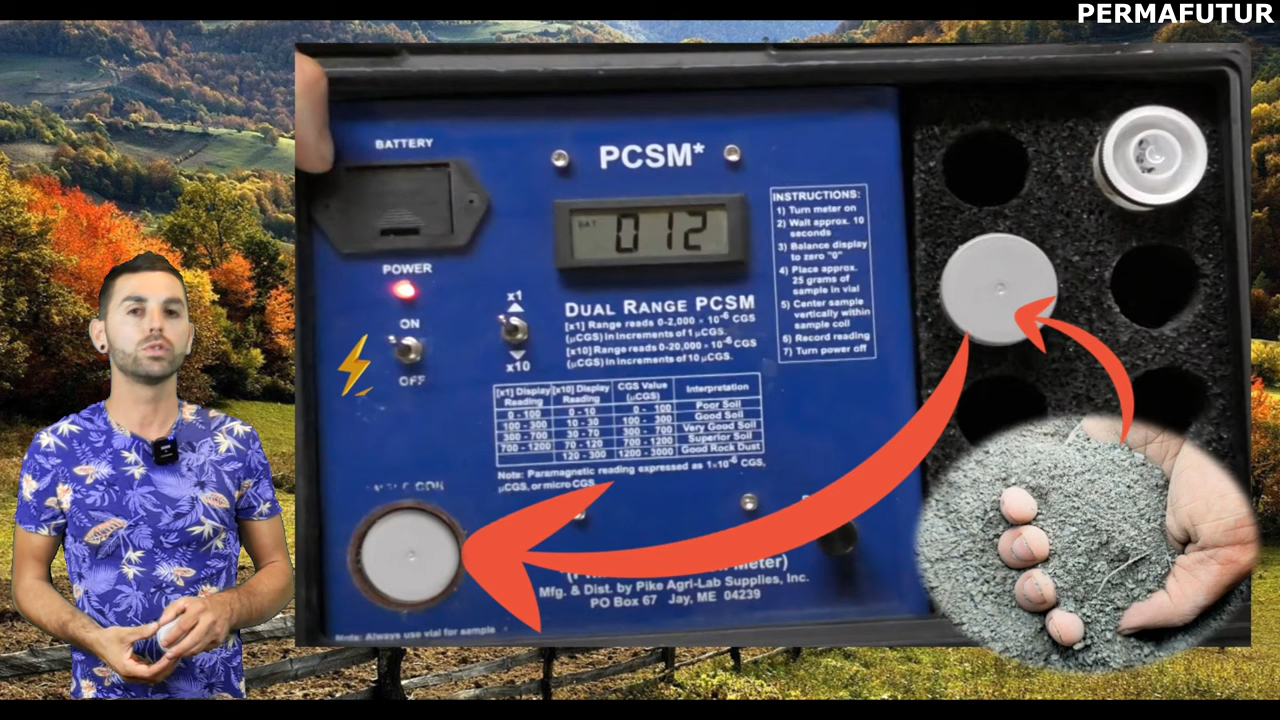 PERMAFUTUR
BATTERY
PCSM*
BAT
012
POWER
ON
OFF
x1
x10
DUAL RANGE PCSM
[x1] Range reads 0-2,000 × 10⁻⁶ CGS
(µCGS) in increments of 1 µCGS.
[x10] Range reads 0-20,000 × 10⁻⁶ CGS
(µCGS) in increments of 10 µCGS.
INSTRUCTIONS:
1) Turn meter on
2) Wait approx. 10
seconds
3) Balance display
to zero "0"
4) Place approx.
25 grams of
sample in vial
5) Center sample
vertically within
sample coil
6) Record reading
7) Turn power off
[x1] Display Reading [x10] Display Reading CGS Value (µCGS) Interpretation
0 - 100 0 - 10 0 - 100 Poor Soil
100 - 300 10 - 30 100 - 300 Good Soil
300 - 700 30 - 70 300 - 700 Very Good Soil
700 - 1200 70 - 120 700 - 1200 Superior Soil
120 - 300 1200 - 3000 Good Rock Dust
Note: Paramagnetic reading expressed as 1×10⁻⁶ CGS,
µCGS, or micro CGS.
Meter)
Mfg. & Dist. by Pike Agri-Lab Supplies, Inc.
PO Box 67 Jay, ME 04239
Note: Always use vial for sample